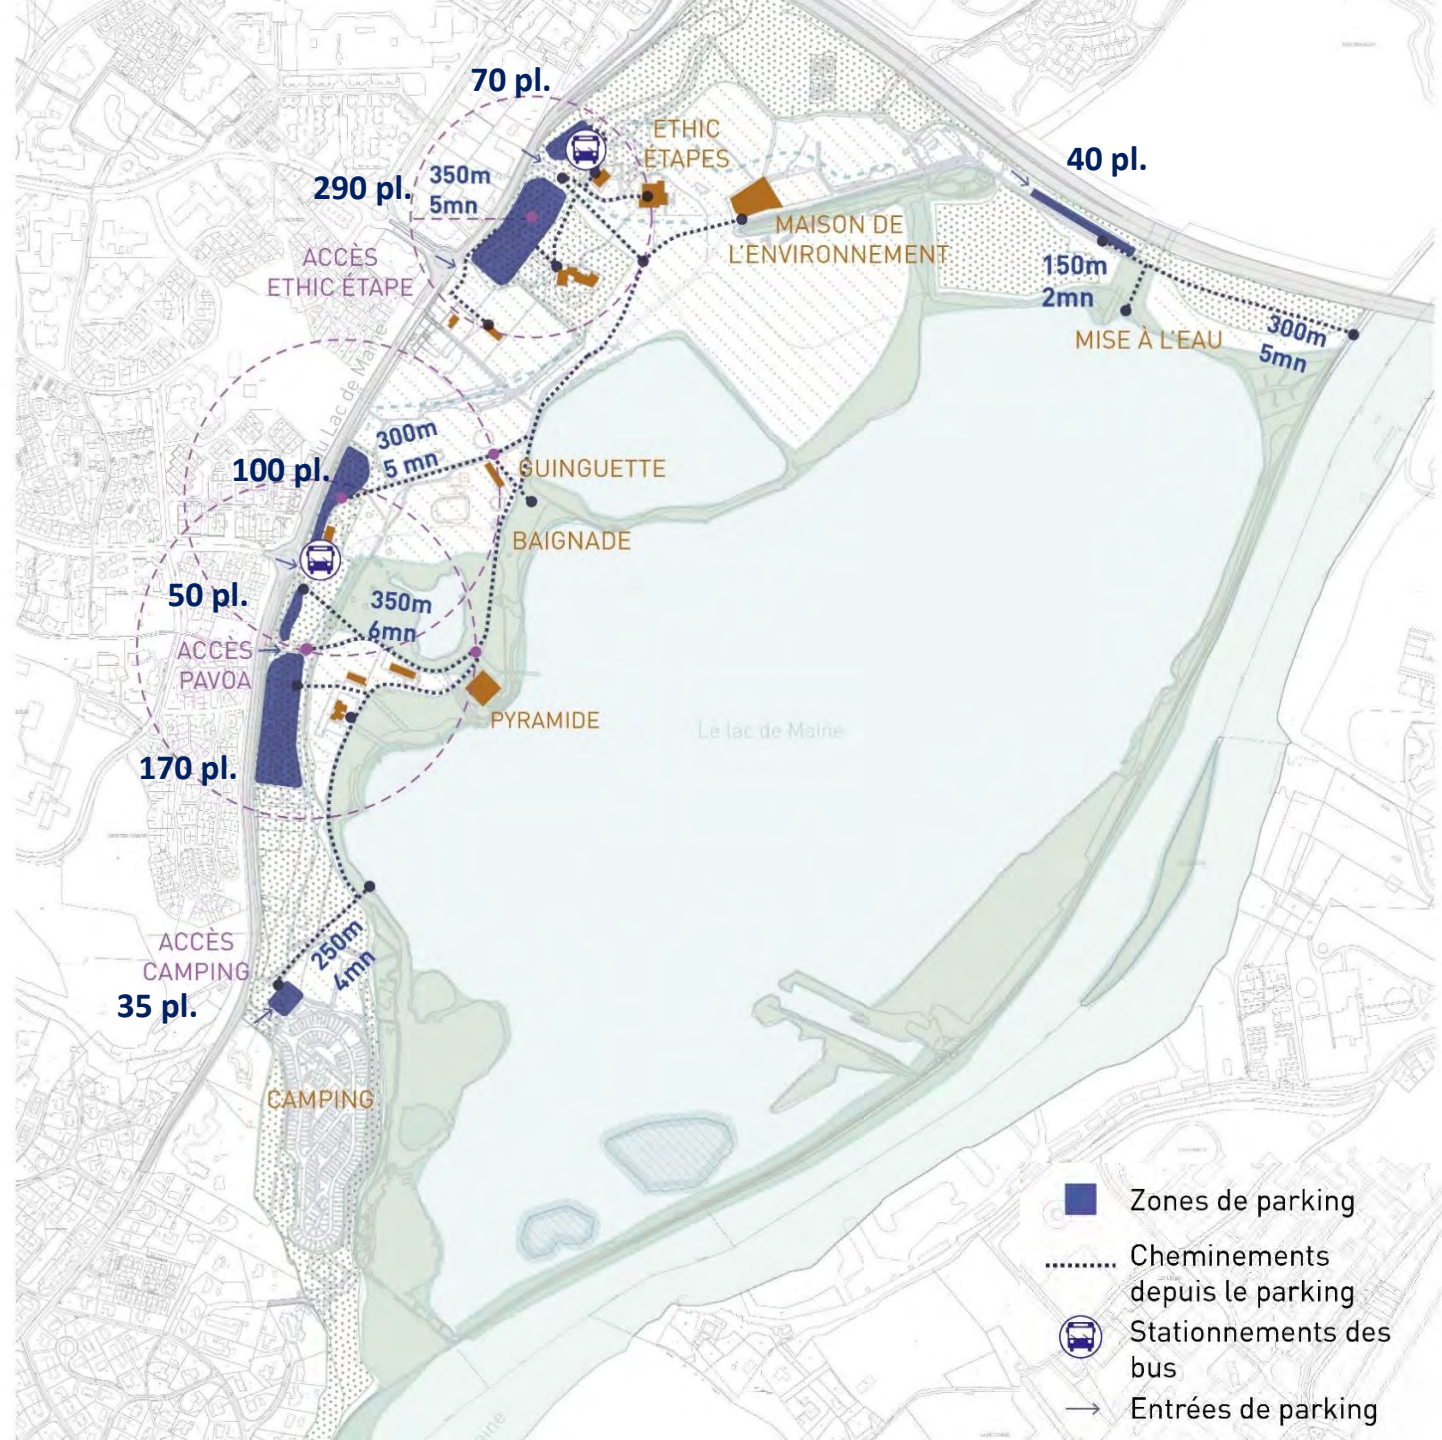 70 pl.
ETHIC
ÉTAPES
40 pl.
350m
5mn
290 pl.
MAISON DE
L'ENVIRONNEMENT
ACCÈS
ETHIC ÉTAPE
150m
2mn
MISE À L'EAU
300m
5mn
Lac de Maine
300m
5 mn
100 pl.
GUINGUETTE
BAIGNADE
50 pl.
350m
6mn
ACCÈS
PAVOA
PYRAMIDE
Le lac de Maine
170 pl.
ACCÈS
CAMPING
250m
4mn
35 pl.
CAMPING
Zones de parking
Cheminements
depuis le parking
Stationnements des
bus
Entrées de parking